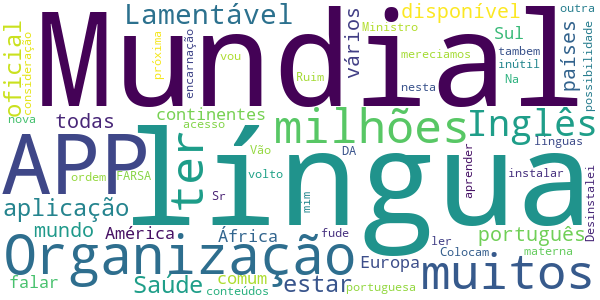 Mundial
língua
APP
Organização
milhões
muitos
Inglês
ter
Lamentável
disponível
outra
Ministro
oficial
consideração
próxima
encarnação
vou
vários
mereciamos
Sul
tambem
inútil
possibilidade
países
Ruim
nesta
Na
nova
todas
continentes
acesso
linguas
DA
aprender
instalar
Desinstalei
Vão
ordem
FARSA
volto
aplicação
mundo
América
Sr
mim
África
fude
ler
Colocam
português
materna
Europa
falar
Saúde
comum
conteúdos
estar
portuguesa